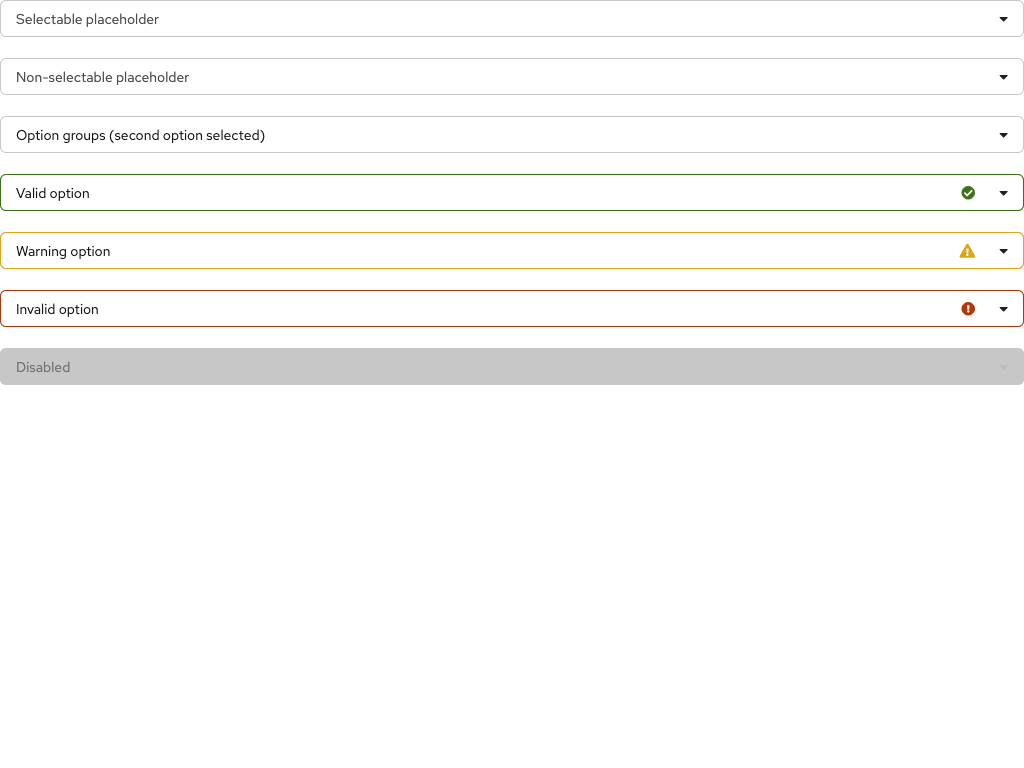 Selectable placeholder
Non-selectable placeholder
Option groups (second option selected)
Valid option
Warning option
Invalid option
Disabled